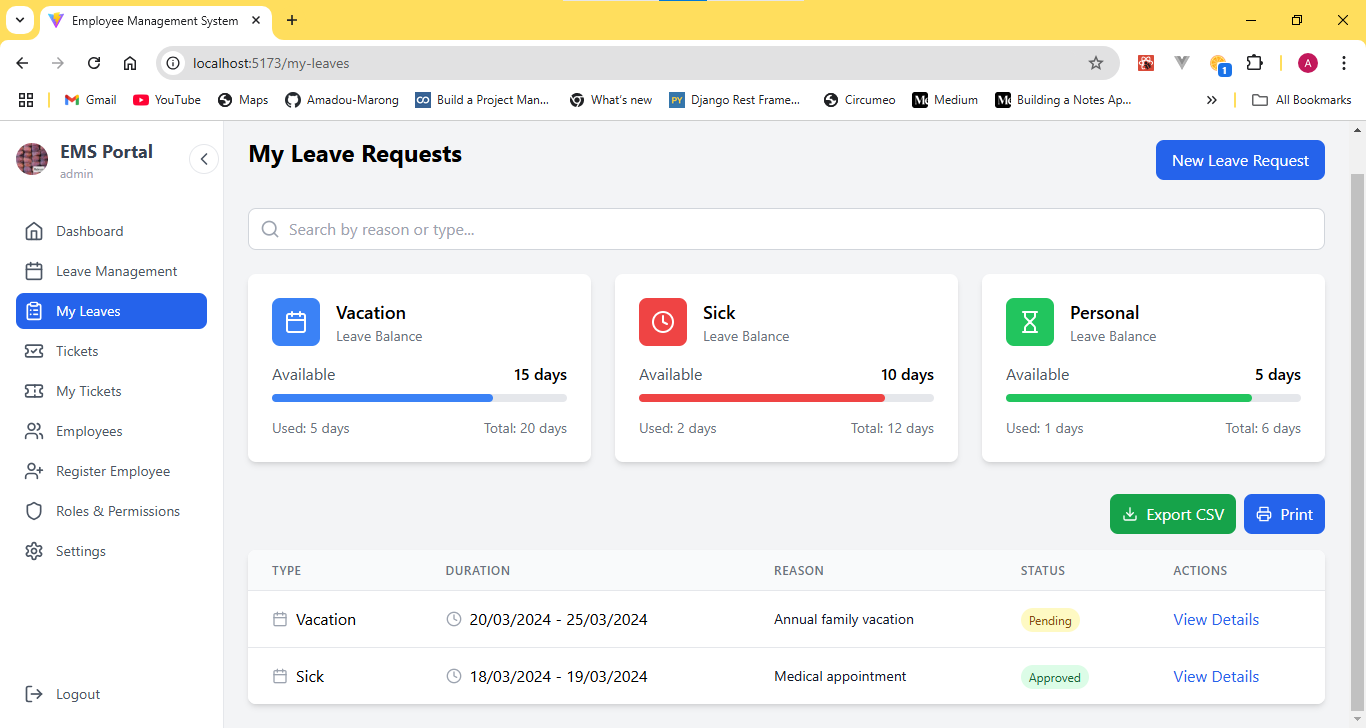 Employee Management System
localhost:5173/my-leaves
A
1
Gmail YouTube Maps Amadou-Marong Build a Project Man... What's new Django Rest Frame... Circumeo Medium Building a Notes Ap... All Bookmarks
EMS Portal
admin
Dashboard
Leave Management
My Leaves
Tickets
My Tickets
Employees
Register Employee
Roles & Permissions
Settings
Logout
My Leave Requests
New Leave Request
Search by reason or type...
Vacation
Leave Balance
Available 15 days
Used: 5 days Total: 20 days
Sick
Leave Balance
Available 10 days
Used: 2 days Total: 12 days
Personal
Leave Balance
Available 5 days
Used: 1 days Total: 6 days
Export CSV Print
TYPE DURATION REASON STATUS ACTIONS
Vacation 20/03/2024 - 25/03/2024 Annual family vacation Pending View Details
Sick 18/03/2024 - 19/03/2024 Medical appointment Approved View Details